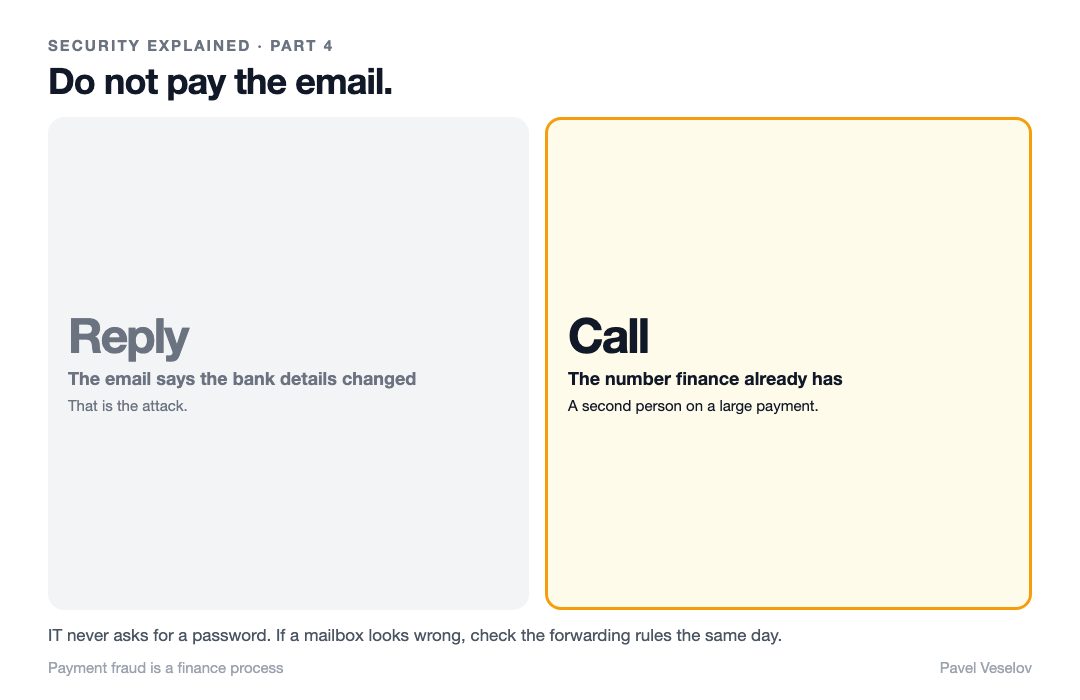 SECURITY EXPLAINED · PART 4
Do not pay the email.
Reply
The email says the bank details changed
That is the attack.
Call
The number finance already has
A second person on a large payment.
IT never asks for a password. If a mailbox looks wrong, check the forwarding rules the same day.
Payment fraud is a finance process
Pavel Veselov